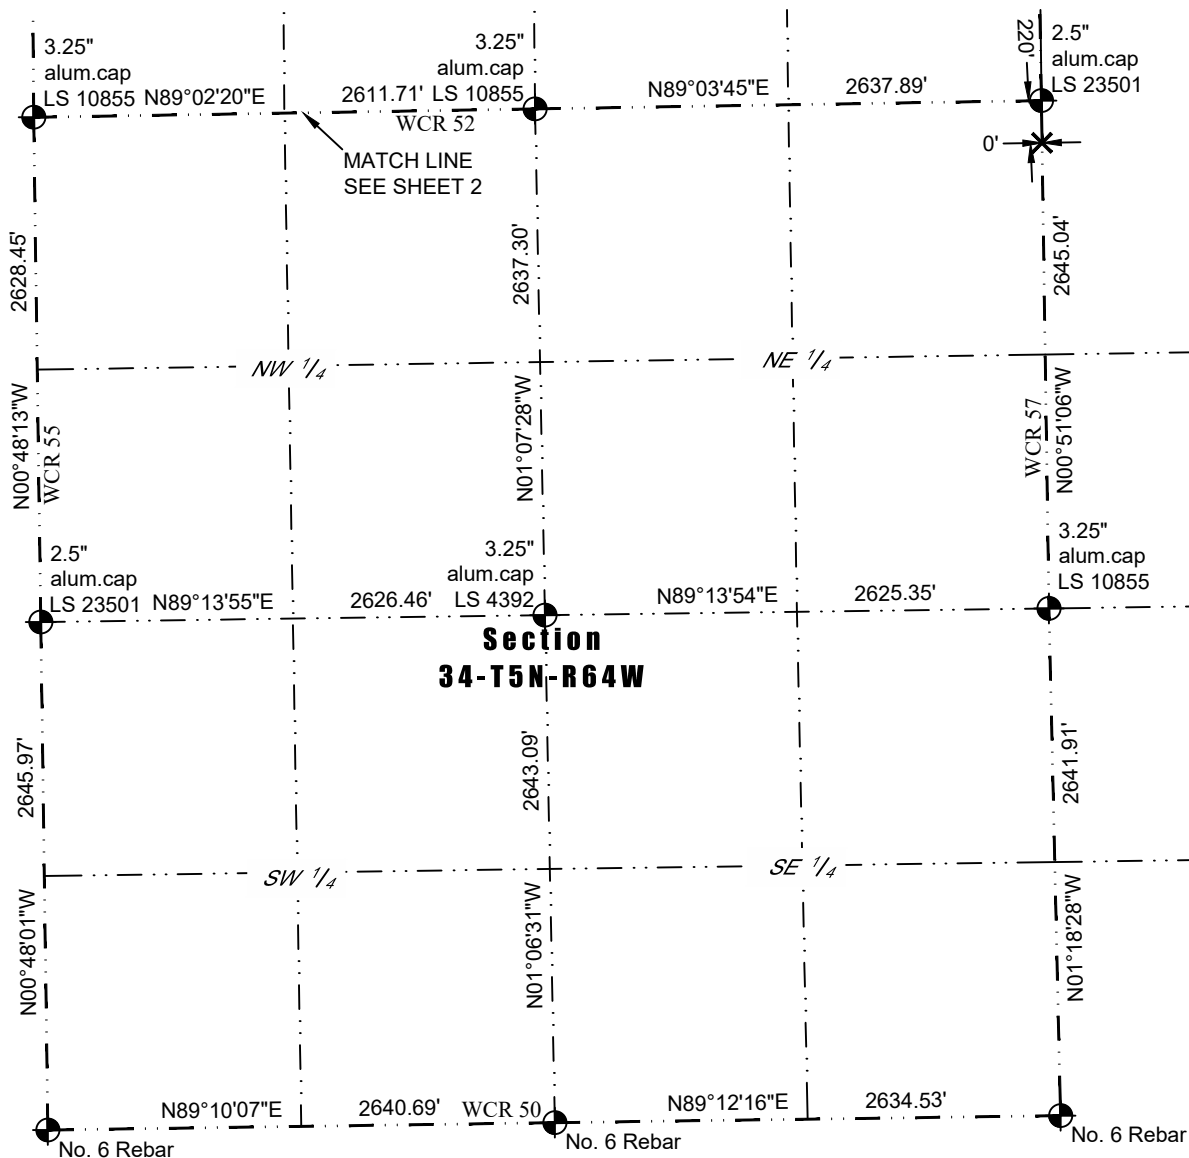 3.25"
alum.cap
LS 10855
N89°02'20"E
2611.71'
3.25"
alum.cap
LS 10855
WCR 52
N89°03'45"E
2637.89'
220'
2.5"
alum.cap
LS 23501
0'
MATCH LINE
SEE SHEET 2
2628.45'
2637.30'
2645.04'
NW 1/4
NE 1/4
N00°48'13"W
WCR 55
N01°07'28"W
WCR 57
N00°51'06"W
2.5"
alum.cap
LS 23501
N89°13'55"E
2626.46'
3.25"
alum.cap
LS 4392
N89°13'54"E
2625.35'
3.25"
alum.cap
LS 10855
Section
34-T5N-R64W
2645.97'
2643.09'
2641.91'
SW 1/4
SE 1/4
N00°48'01"W
N01°06'31"W
N01°18'28"W
N89°10'07"E
2640.69'
WCR 50
N89°12'16"E
2634.53'
No. 6 Rebar
No. 6 Rebar
No. 6 Rebar